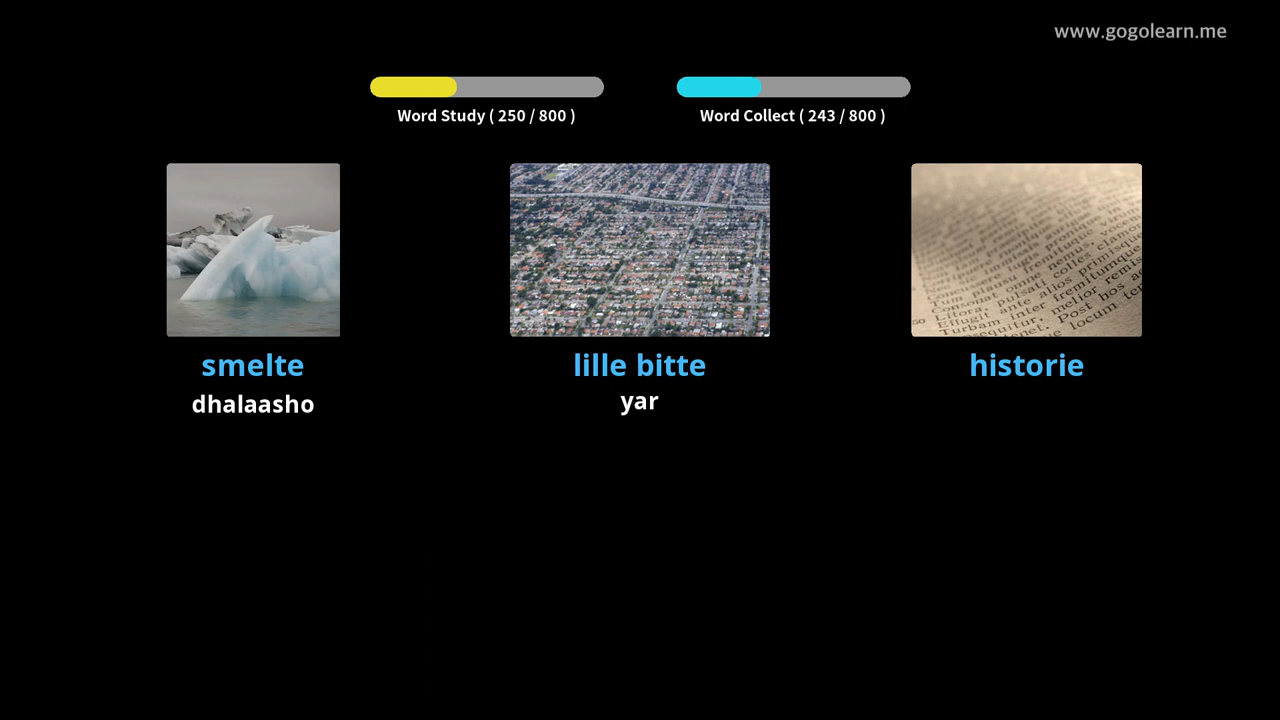 www.gogolearn.me
Word Study ( 250 / 800 )
Word Collect ( 243 / 800 )
smelte
dhalaasho
lille bitte
yar
historie